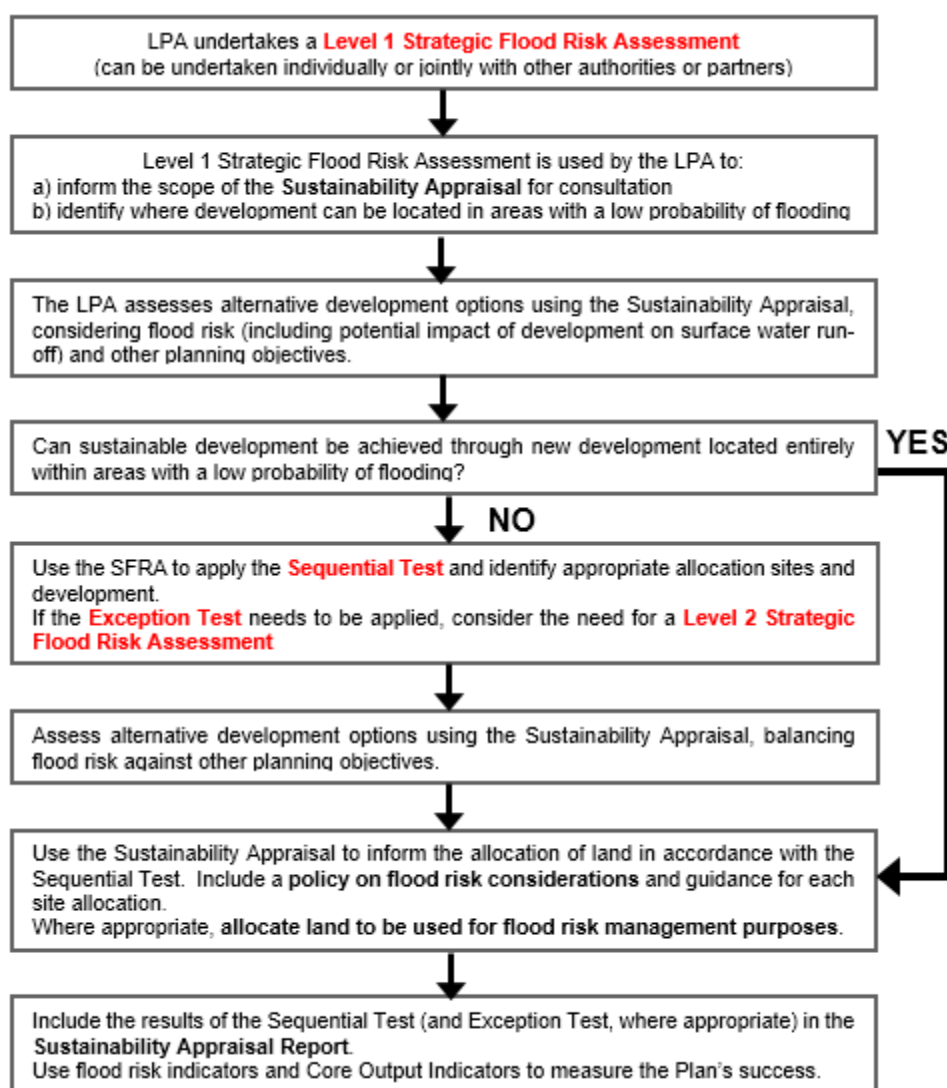 LPA undertakes a Level 1 Strategic Flood Risk Assessment
(can be undertaken individually or jointly with other authorities or partners)
Level 1 Strategic Flood Risk Assessment is used by the LPA to:
a) inform the scope of the Sustainability Appraisal for consultation
b) identify where development can be located in areas with a low probability of flooding
The LPA assesses alternative development options using the Sustainability Appraisal,
considering flood risk (including potential impact of development on surface water run-
off) and other planning objectives.
Can sustainable development be achieved through new development located entirely
within areas with a low probability of flooding?
YES
NO
Use the SFRA to apply the Sequential Test and identify appropriate allocation sites and
development.
If the Exception Test needs to be applied, consider the need for a Level 2 Strategic
Flood Risk Assessment
Assess alternative development options using the Sustainability Appraisal, balancing
flood risk against other planning objectives.
Use the Sustainability Appraisal to inform the allocation of land in accordance with the
Sequential Test. Include a policy on flood risk considerations and guidance for each
site allocation.
Where appropriate, allocate land to be used for flood risk management purposes.
Include the results of the Sequential Test (and Exception Test, where appropriate) in the
Sustainability Appraisal Report.
Use flood risk indicators and Core Output Indicators to measure the Plan's success.